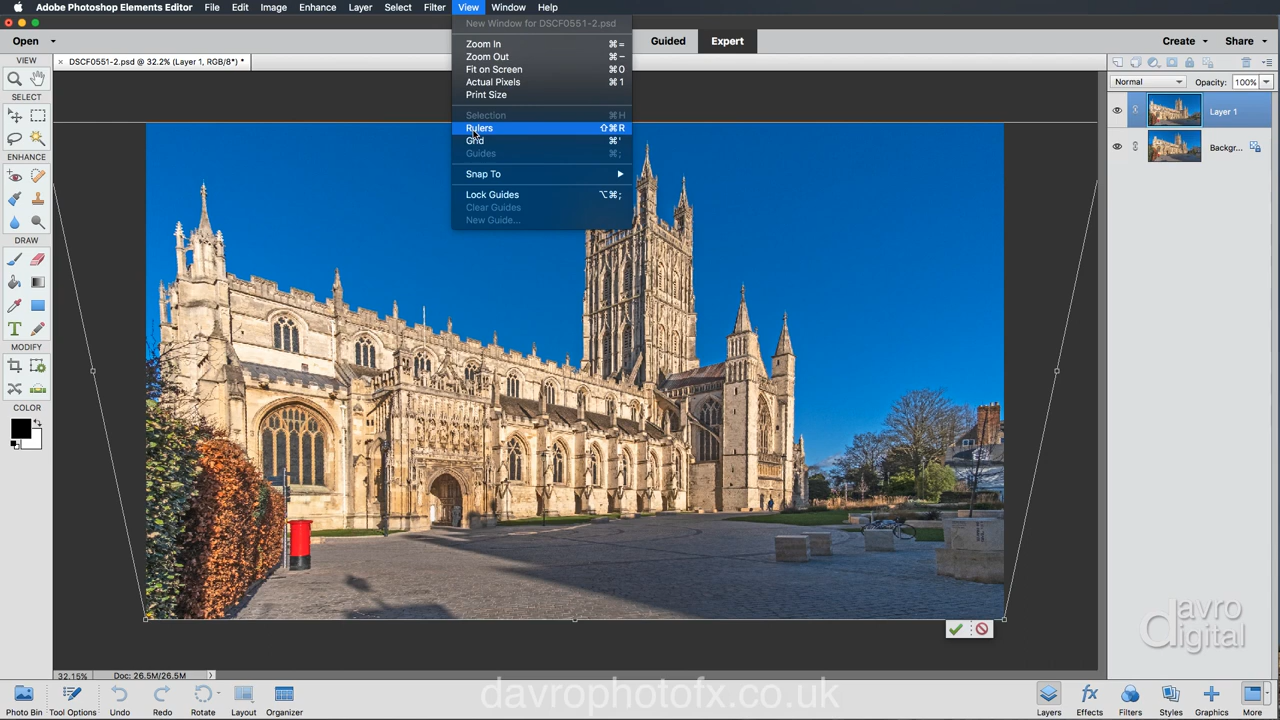 Adobe Photoshop Elements Editor File Edit Image Enhance Layer Select Filter View Window Help
New Window for DSCF0551-2.psd
Open Guided Expert Create Share
Zoom In ⌘=
Zoom Out ⌘−
Fit on Screen ⌘0
Actual Pixels ⌘1
Print Size
Selection ⌘H
Rulers ⇧⌘R
Grid ⌘'
Guides ⌘;
Snap To
Lock Guides ⌥⌘;
Clear Guides
New Guide...
VIEW
× DSCF0551-2.psd @ 32.2% (Layer 1, RGB/8*) *
SELECT
ENHANCE
DRAW
MODIFY
COLOR
Normal Opacity: 100%
Layer 1
Backgr...
davro
digital
32.15% Doc: 26.5M/26.5M
davrophotofx.co.uk
Photo Bin Tool Options Undo Redo Rotate Layout Organizer Layers Effects Filters Styles Graphics More